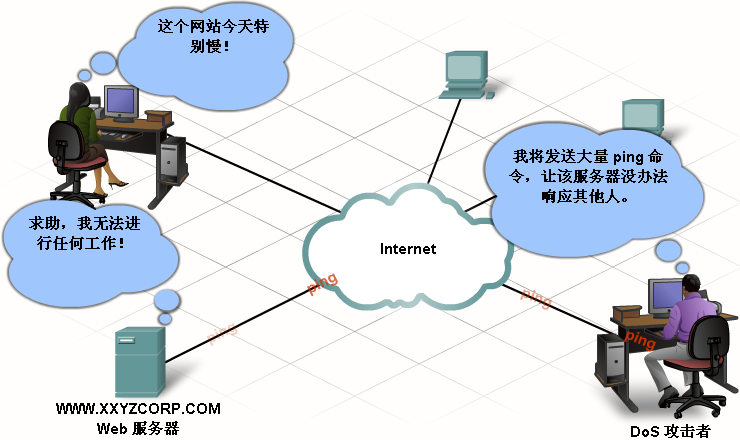 这个网站今天特
别慢！
我将发送大量 ping 命
令，让该服务器没办法
响应其他人。
求助，我无法进
行任何工作！
Internet
ping
ping
ping
ping
WWW.XXYZCORP.COM
Web 服务器
DoS 攻击者